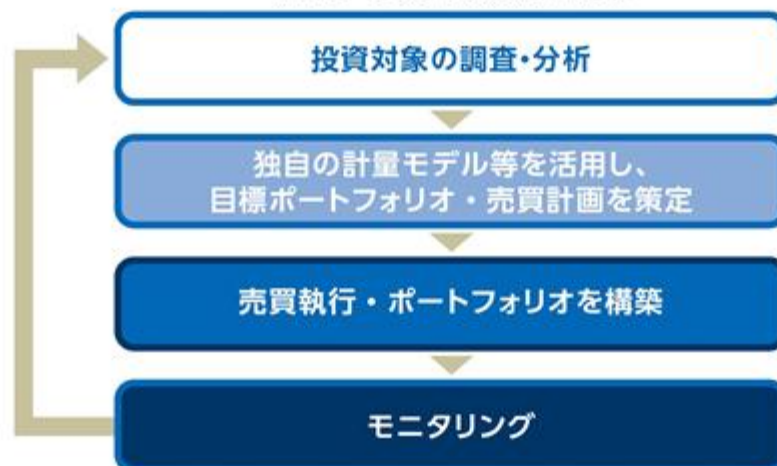 投資対象の調査・分析
独自の計量モデル等を活用し、
目標ポートフォリオ・売買計画を策定
売買執行・ポートフォリオを構築
モニタリング